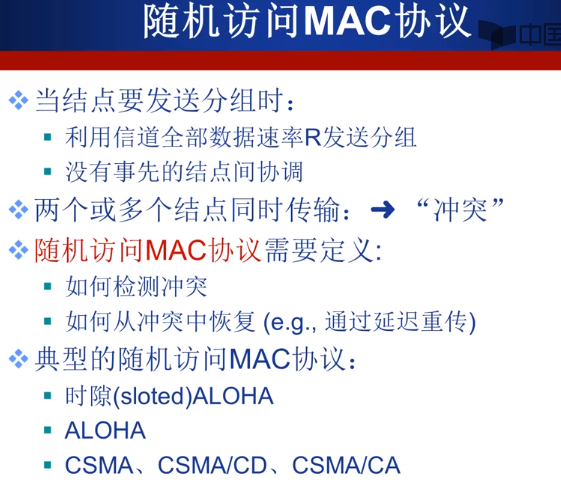 随机访问MAC协议
中国
❖当结点要发送分组时：
▪ 利用信道全部数据速率R发送分组
▪ 没有事先的结点间协调
❖两个或多个结点同时传输：➜ “冲突”
❖随机访问MAC协议需要定义:
▪ 如何检测冲突
▪ 如何从冲突中恢复 (e.g., 通过延迟重传)
❖典型的随机访问MAC协议：
▪ 时隙(sloted)ALOHA
▪ ALOHA
▪ CSMA、CSMA/CD、CSMA/CA